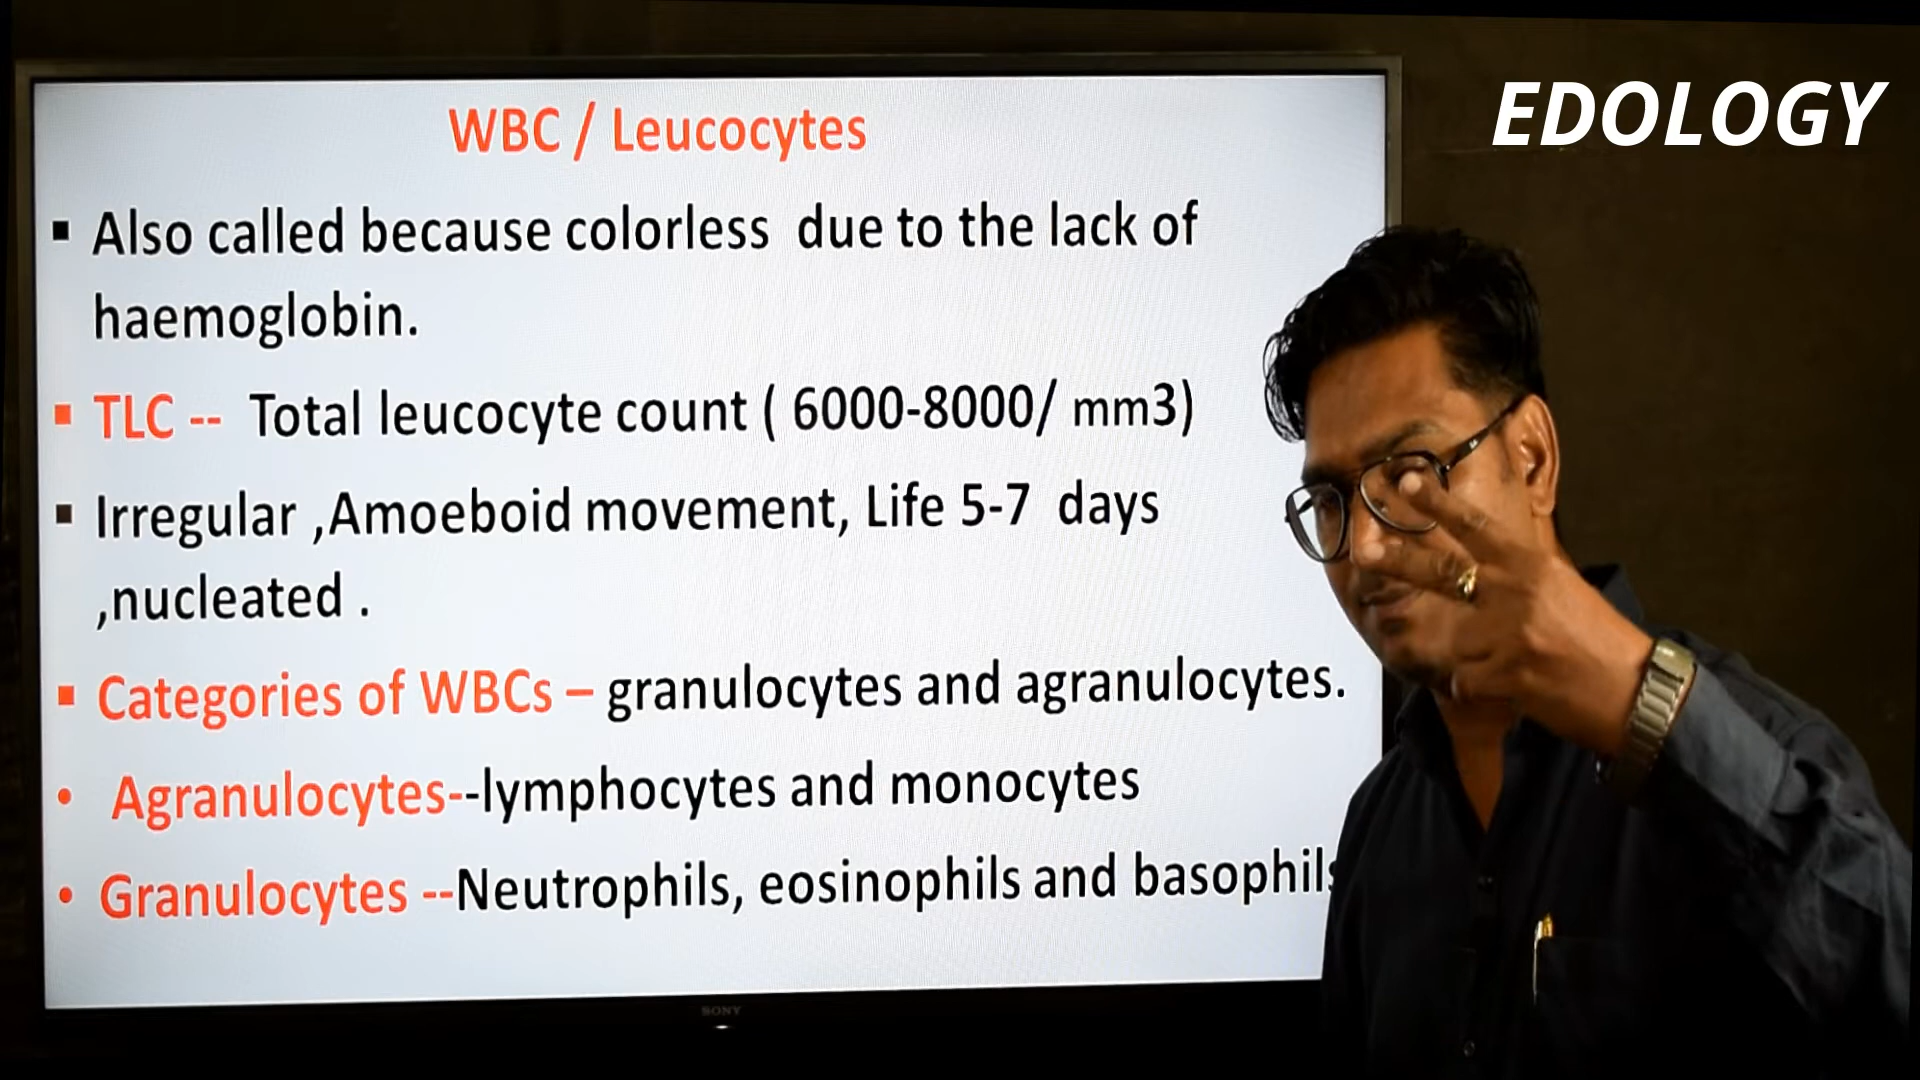 EDOLOGY
WBC / Leucocytes
▪ Also called because colorless due to the lack of
haemoglobin.
▪ TLC -- Total leucocyte count ( 6000-8000/ mm3)
▪ Irregular ,Amoeboid movement, Life 5-7 days
,nucleated .
▪ Categories of WBCs – granulocytes and agranulocytes.
• Agranulocytes--lymphocytes and monocytes
• Granulocytes --Neutrophils, eosinophils and basophils
SONY